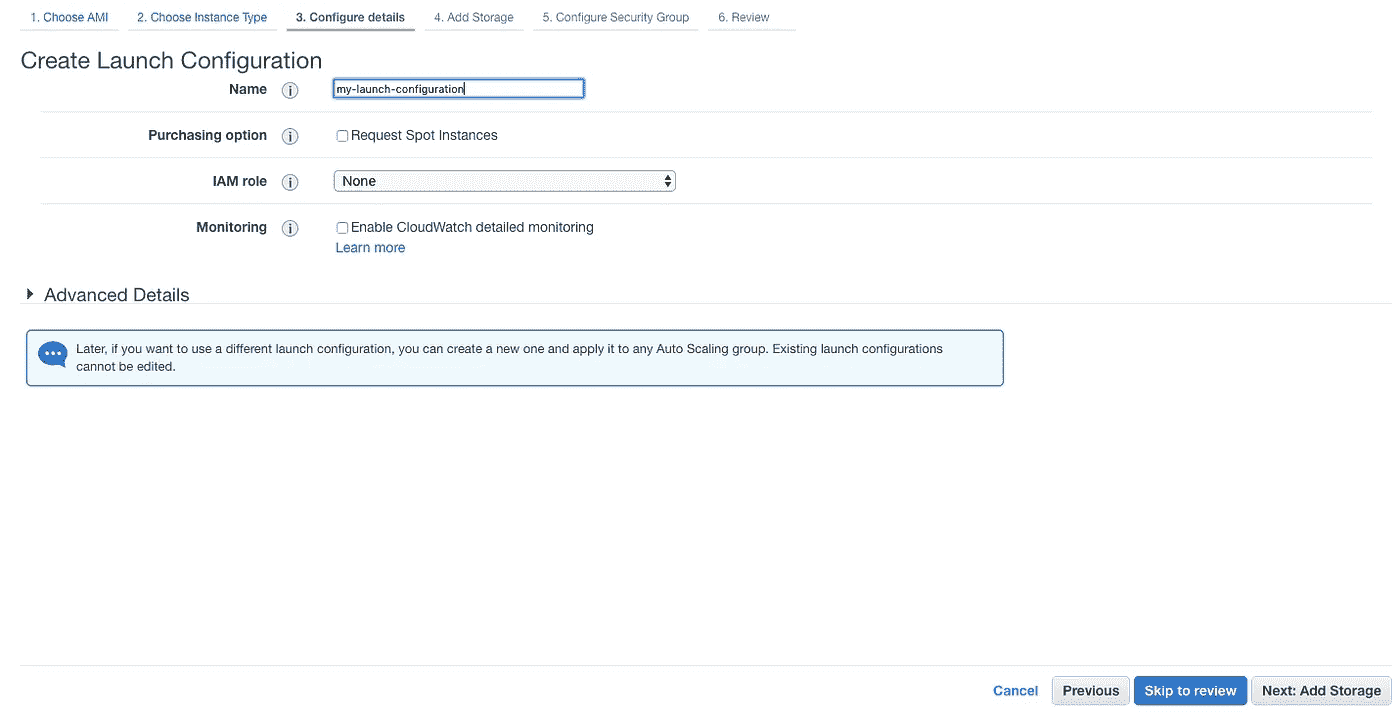 1. Choose AMI 2. Choose Instance Type 3. Configure details 4. Add Storage 5. Configure Security Group 6. Review
Create Launch Configuration
Name i my-launch-configuration
Purchasing option i Request Spot Instances
IAM role i None
Monitoring i Enable CloudWatch detailed monitoring
Learn more
Advanced Details
Later, if you want to use a different launch configuration, you can create a new one and apply it to any Auto Scaling group. Existing launch configurations
cannot be edited.
Cancel Previous Skip to review Next: Add Storage